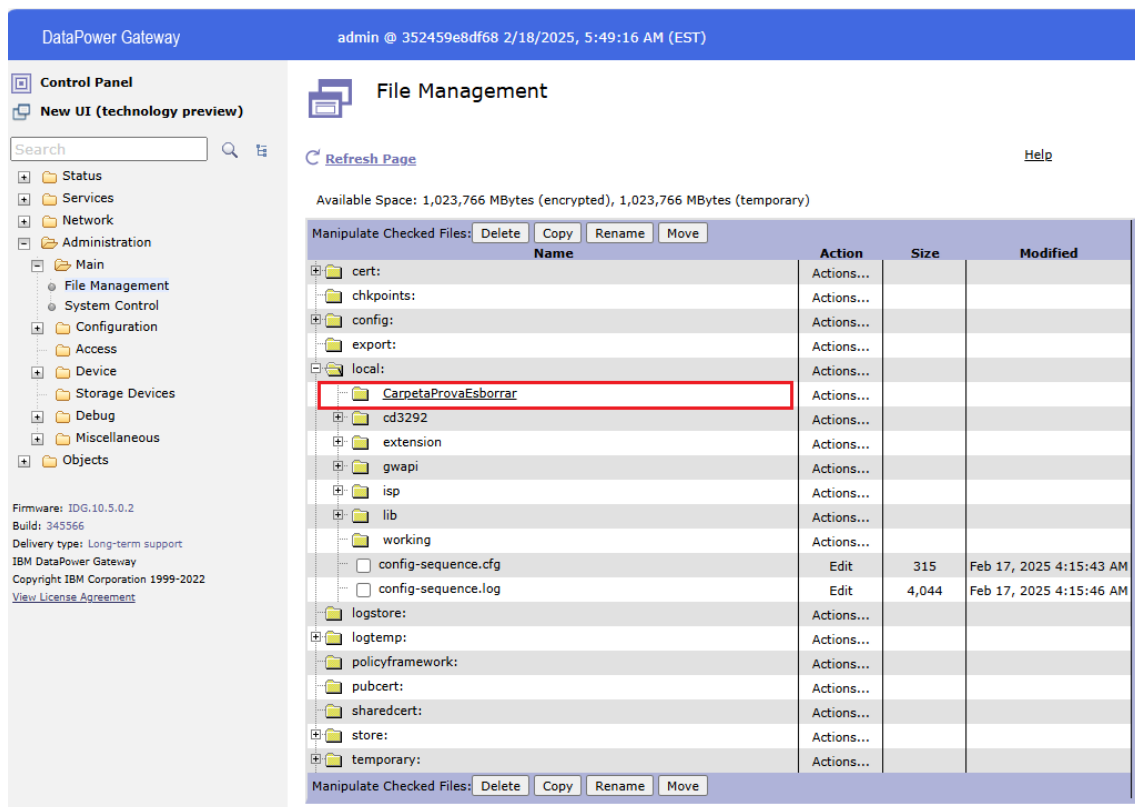 DataPower Gateway
admin @ 352459e8df68 2/18/2025, 5:49:16 AM (EST)
Control Panel
New UI (technology preview)
Search
Status
Services
Network
Administration
Main
File Management
System Control
Configuration
Access
Device
Storage Devices
Debug
Miscellaneous
Objects
Firmware: IDG.10.5.0.2
Build: 345566
Delivery type: Long-term support
IBM DataPower Gateway
Copyright IBM Corporation 1999-2022
View License Agreement
File Management
Refresh Page
Help
Available Space: 1,023,766 MBytes (encrypted), 1,023,766 MBytes (temporary)
Manipulate Checked Files: Delete Copy Rename Move
Name Action Size Modified
cert: Actions...
chkpoints: Actions...
config: Actions...
export: Actions...
local: Actions...
CarpetaProvaEsborrar Actions...
cd3292 Actions...
extension Actions...
gwapi Actions...
isp Actions...
lib Actions...
working Actions...
config-sequence.cfg Edit 315 Feb 17, 2025 4:15:43 AM
config-sequence.log Edit 4,044 Feb 17, 2025 4:15:46 AM
logstore: Actions...
logtemp: Actions...
policyframework: Actions...
pubcert: Actions...
sharedcert: Actions...
store: Actions...
temporary: Actions...
Manipulate Checked Files: Delete Copy Rename Move